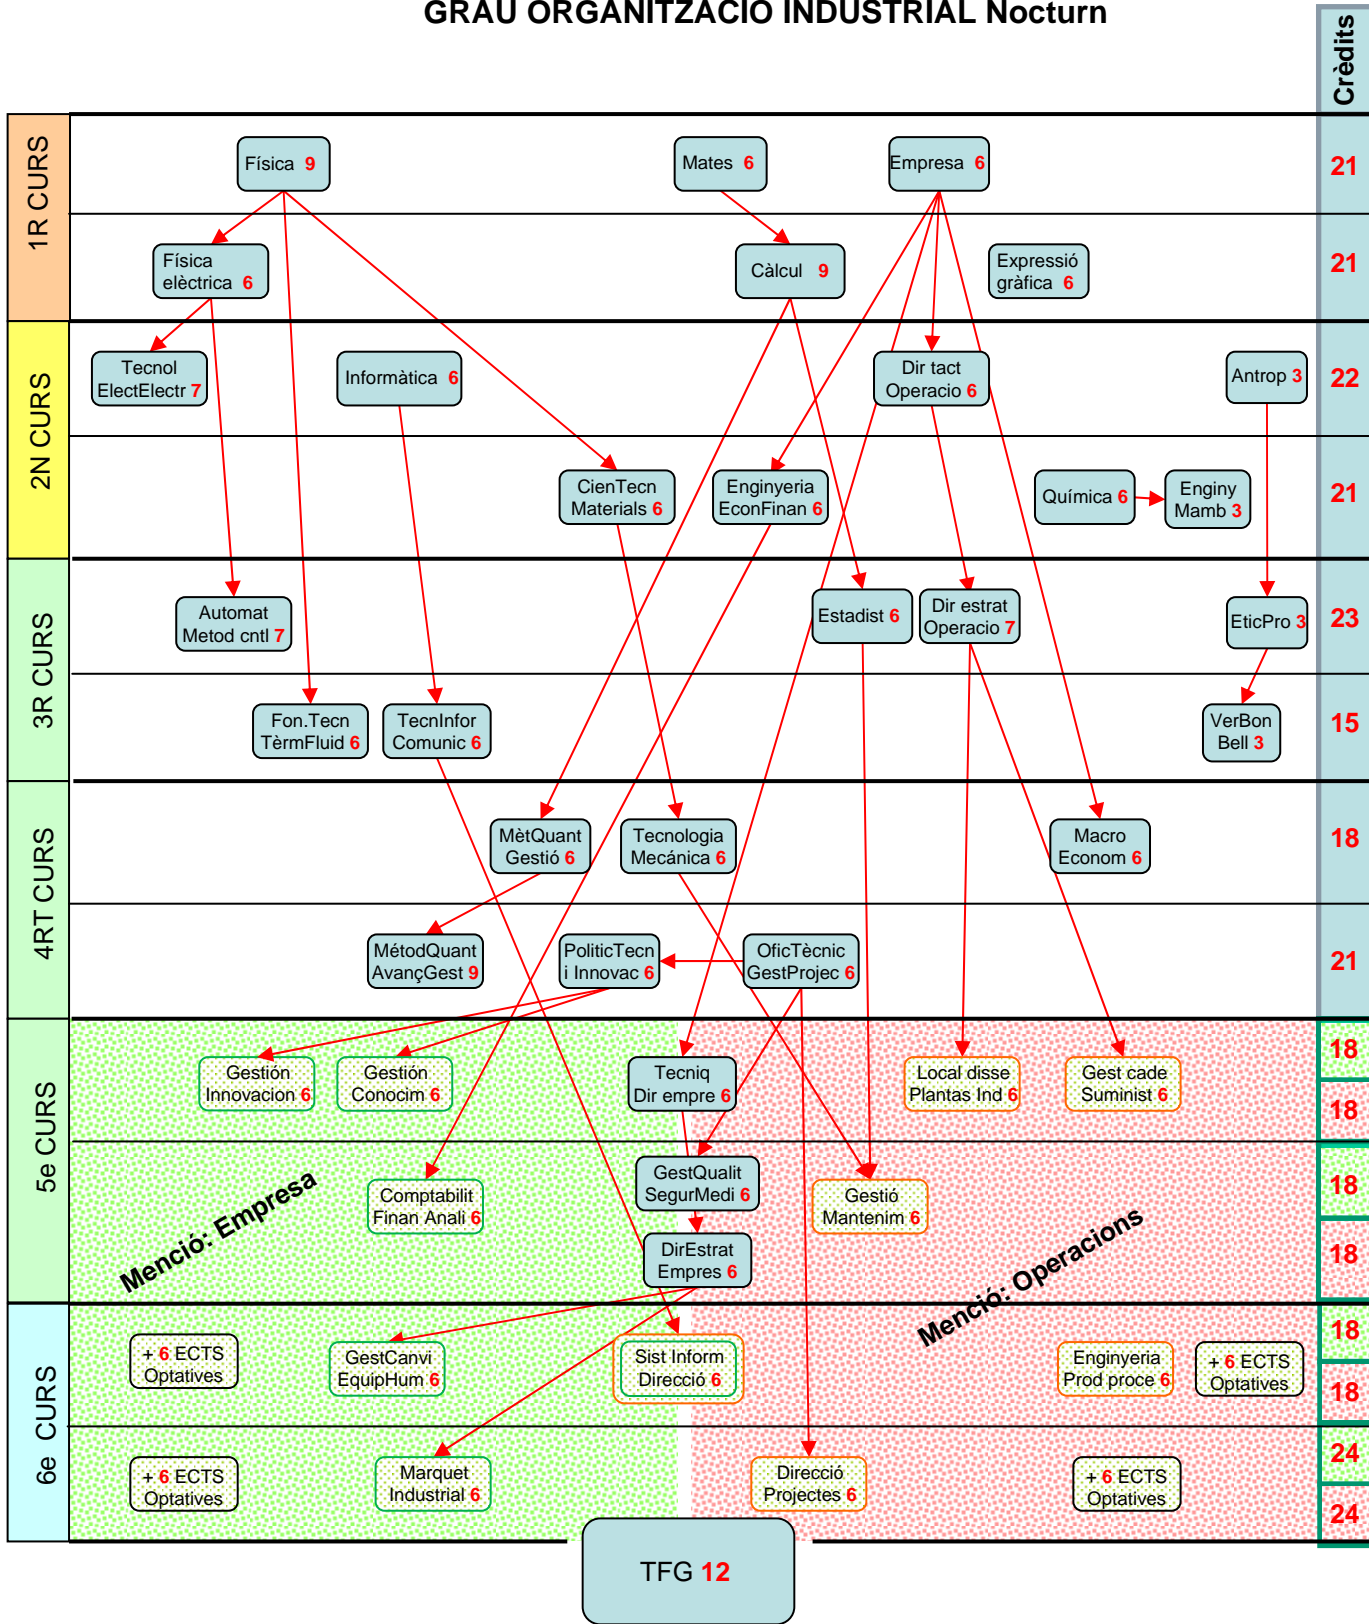 GRAU ORGANITZACIO INDUSTRIAL Nocturn
Crèdits
1R CURS
Física 9
Mates 6
Empresa 6
21
Física
elèctrica 6
Càlcul 9
Expressió
gràfica 6
21
2N CURS
Tecnol
ElectElectr 7
Informàtica 6
Dir tact
Operacio 6
Antrop 3
22
CienTecn
Materials 6
Enginyeria
EconFinan 6
Química 6
Enginy
Mamb 3
21
3R CURS
Automat
Metod cntl 7
Estadist 6
Dir estrat
Operacio 7
EticPro 3
23
Fon.Tecn
TèrmFluid 6
TecnInfor
Comunic 6
VerBon
Bell 3
15
4RT CURS
MètQuant
Gestió 6
Tecnologia
Mecánica 6
Macro
Econom 6
18
MétodQuant
AvançGest 9
PoliticTecn
i Innovac 6
OficTècnic
GestProjec 6
21
5e CURS
Gestión
Innovacion 6
Gestión
Conocim 6
Tecniq
Dir empre 6
Local disse
Plantas Ind 6
Gest cade
Suminist 6
18
18
Menció: Empresa
Comptabilit
Finan Anali 6
GestQualit
SegurMedi 6
Gestió
Mantenim 6
DirEstrat
Empres 6
Menció: Operacions
18
18
6e CURS
+ 6 ECTS
Optatives
GestCanvi
EquipHum 6
Sist Inform
Direcció 6
Enginyeria
Prod proce 6
+ 6 ECTS
Optatives
18
18
+ 6 ECTS
Optatives
Marquet
Industrial 6
Direcció
Projectes 6
+ 6 ECTS
Optatives
24
24
TFG 12